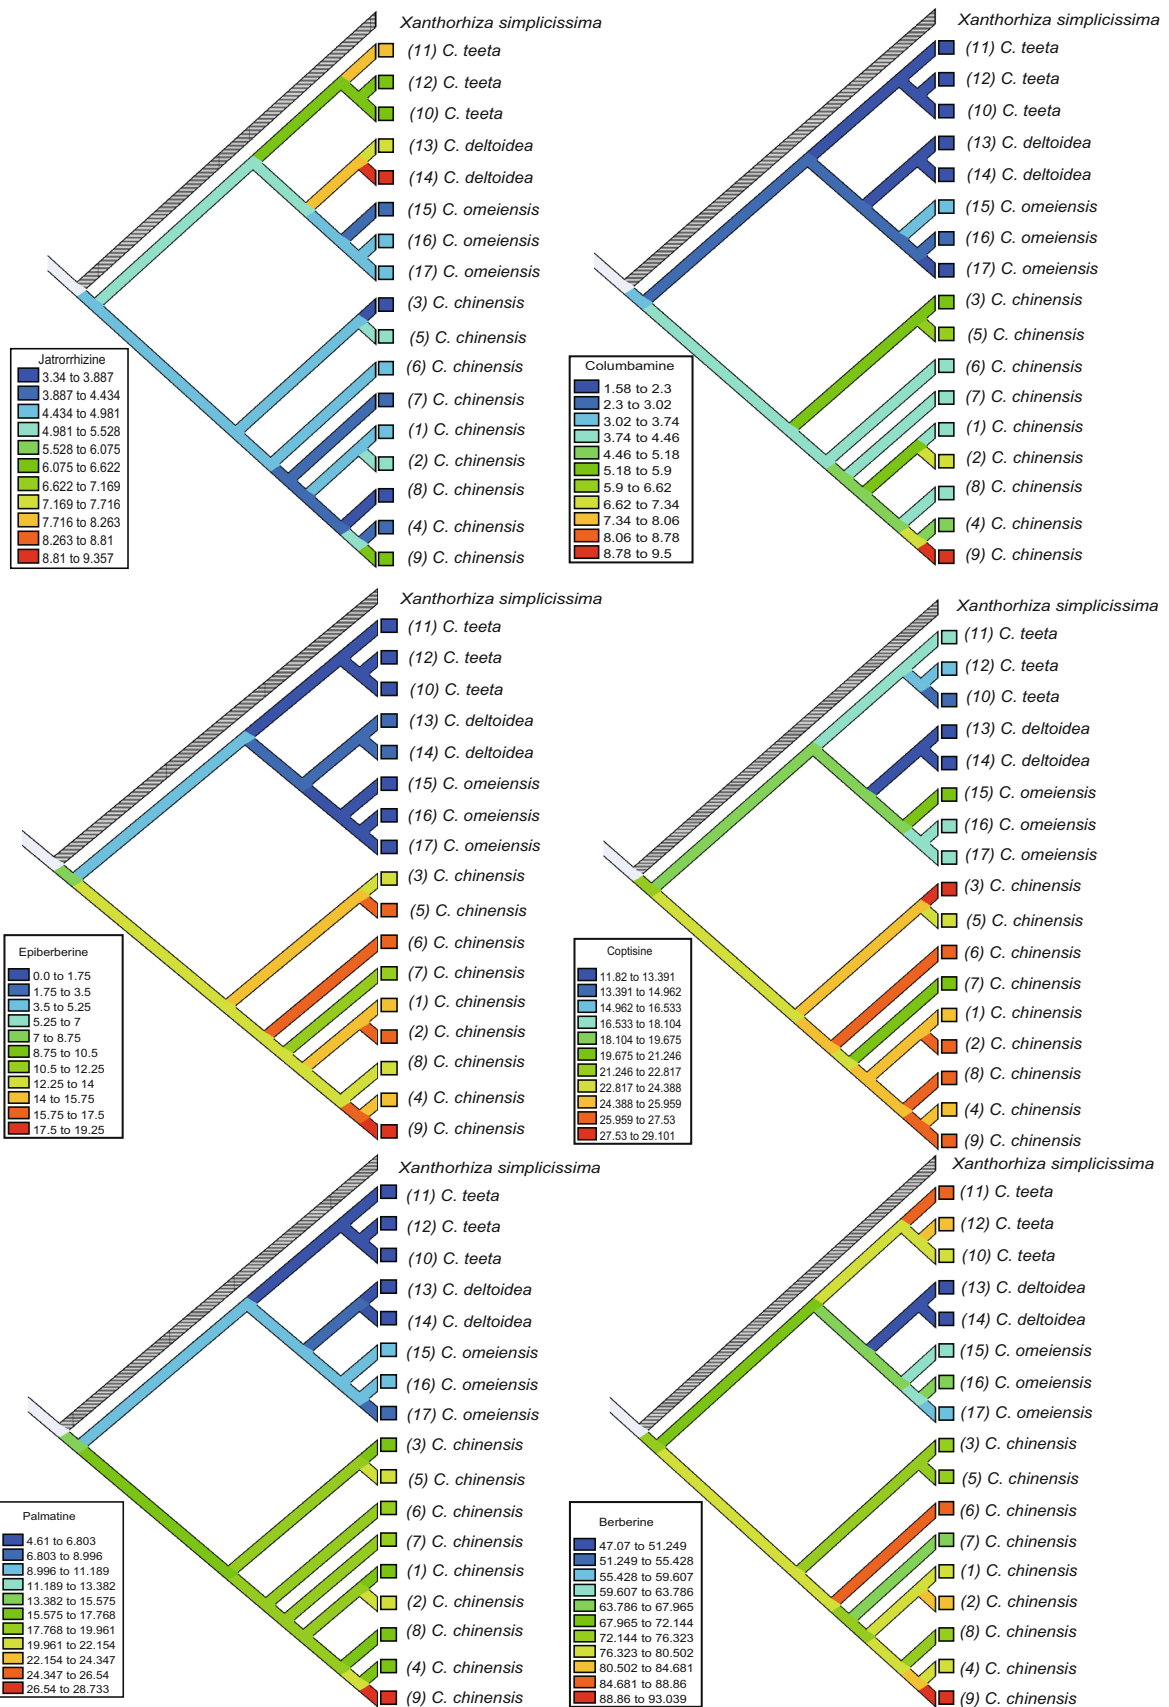 Xanthorhiza simplicissima
(11) C. teeta
(12) C. teeta
(10) C. teeta
(13) C. deltoidea
(14) C. deltoidea
(15) C. omeiensis
(16) C. omeiensis
(17) C. omeiensis
(3) C. chinensis
(5) C. chinensis
(6) C. chinensis
(7) C. chinensis
(1) C. chinensis
(2) C. chinensis
(8) C. chinensis
(4) C. chinensis
(9) C. chinensis
Jatrorrhizine
3.34 to 3.887
3.887 to 4.434
4.434 to 4.981
4.981 to 5.528
5.528 to 6.075
6.075 to 6.622
6.622 to 7.169
7.169 to 7.716
7.716 to 8.263
8.263 to 8.81
8.81 to 9.357
Xanthorhiza simplicissima
(11) C. teeta
(12) C. teeta
(10) C. teeta
(13) C. deltoidea
(14) C. deltoidea
(15) C. omeiensis
(16) C. omeiensis
(17) C. omeiensis
(3) C. chinensis
(5) C. chinensis
(6) C. chinensis
(7) C. chinensis
(1) C. chinensis
(2) C. chinensis
(8) C. chinensis
(4) C. chinensis
(9) C. chinensis
Columbamine
1.58 to 2.3
2.3 to 3.02
3.02 to 3.74
3.74 to 4.46
4.46 to 5.18
5.18 to 5.9
5.9 to 6.62
6.62 to 7.34
7.34 to 8.06
8.06 to 8.78
8.78 to 9.5
Xanthorhiza simplicissima
(11) C. teeta
(12) C. teeta
(10) C. teeta
(13) C. deltoidea
(14) C. deltoidea
(15) C. omeiensis
(16) C. omeiensis
(17) C. omeiensis
(3) C. chinensis
(5) C. chinensis
(6) C. chinensis
(7) C. chinensis
(1) C. chinensis
(2) C. chinensis
(8) C. chinensis
(4) C. chinensis
(9) C. chinensis
Epiberberine
0.0 to 1.75
1.75 to 3.5
3.5 to 5.25
5.25 to 7
7 to 8.75
8.75 to 10.5
10.5 to 12.25
12.25 to 14
14 to 15.75
15.75 to 17.5
17.5 to 19.25
Xanthorhiza simplicissima
(11) C. teeta
(12) C. teeta
(10) C. teeta
(13) C. deltoidea
(14) C. deltoidea
(15) C. omeiensis
(16) C. omeiensis
(17) C. omeiensis
(3) C. chinensis
(5) C. chinensis
(6) C. chinensis
(7) C. chinensis
(1) C. chinensis
(2) C. chinensis
(8) C. chinensis
(4) C. chinensis
(9) C. chinensis
Coptisine
11.82 to 13.391
13.391 to 14.962
14.962 to 16.533
16.533 to 18.104
18.104 to 19.675
19.675 to 21.246
21.246 to 22.817
22.817 to 24.388
24.388 to 25.959
25.959 to 27.53
27.53 to 29.101
Xanthorhiza simplicissima
(11) C. teeta
(12) C. teeta
(10) C. teeta
(13) C. deltoidea
(14) C. deltoidea
(15) C. omeiensis
(16) C. omeiensis
(17) C. omeiensis
(3) C. chinensis
(5) C. chinensis
(6) C. chinensis
(7) C. chinensis
(1) C. chinensis
(2) C. chinensis
(8) C. chinensis
(4) C. chinensis
(9) C. chinensis
Palmatine
4.61 to 6.803
6.803 to 8.996
8.996 to 11.189
11.189 to 13.382
13.382 to 15.575
15.575 to 17.768
17.768 to 19.961
19.961 to 22.154
22.154 to 24.347
24.347 to 26.54
26.54 to 28.733
Xanthorhiza simplicissima
(11) C. teeta
(12) C. teeta
(10) C. teeta
(13) C. deltoidea
(14) C. deltoidea
(15) C. omeiensis
(16) C. omeiensis
(17) C. omeiensis
(3) C. chinensis
(5) C. chinensis
(6) C. chinensis
(7) C. chinensis
(1) C. chinensis
(2) C. chinensis
(8) C. chinensis
(4) C. chinensis
(9) C. chinensis
Berberine
47.07 to 51.249
51.249 to 55.428
55.428 to 59.607
59.607 to 63.786
63.786 to 67.965
67.965 to 72.144
72.144 to 76.323
76.323 to 80.502
80.502 to 84.681
84.681 to 88.86
88.86 to 93.039